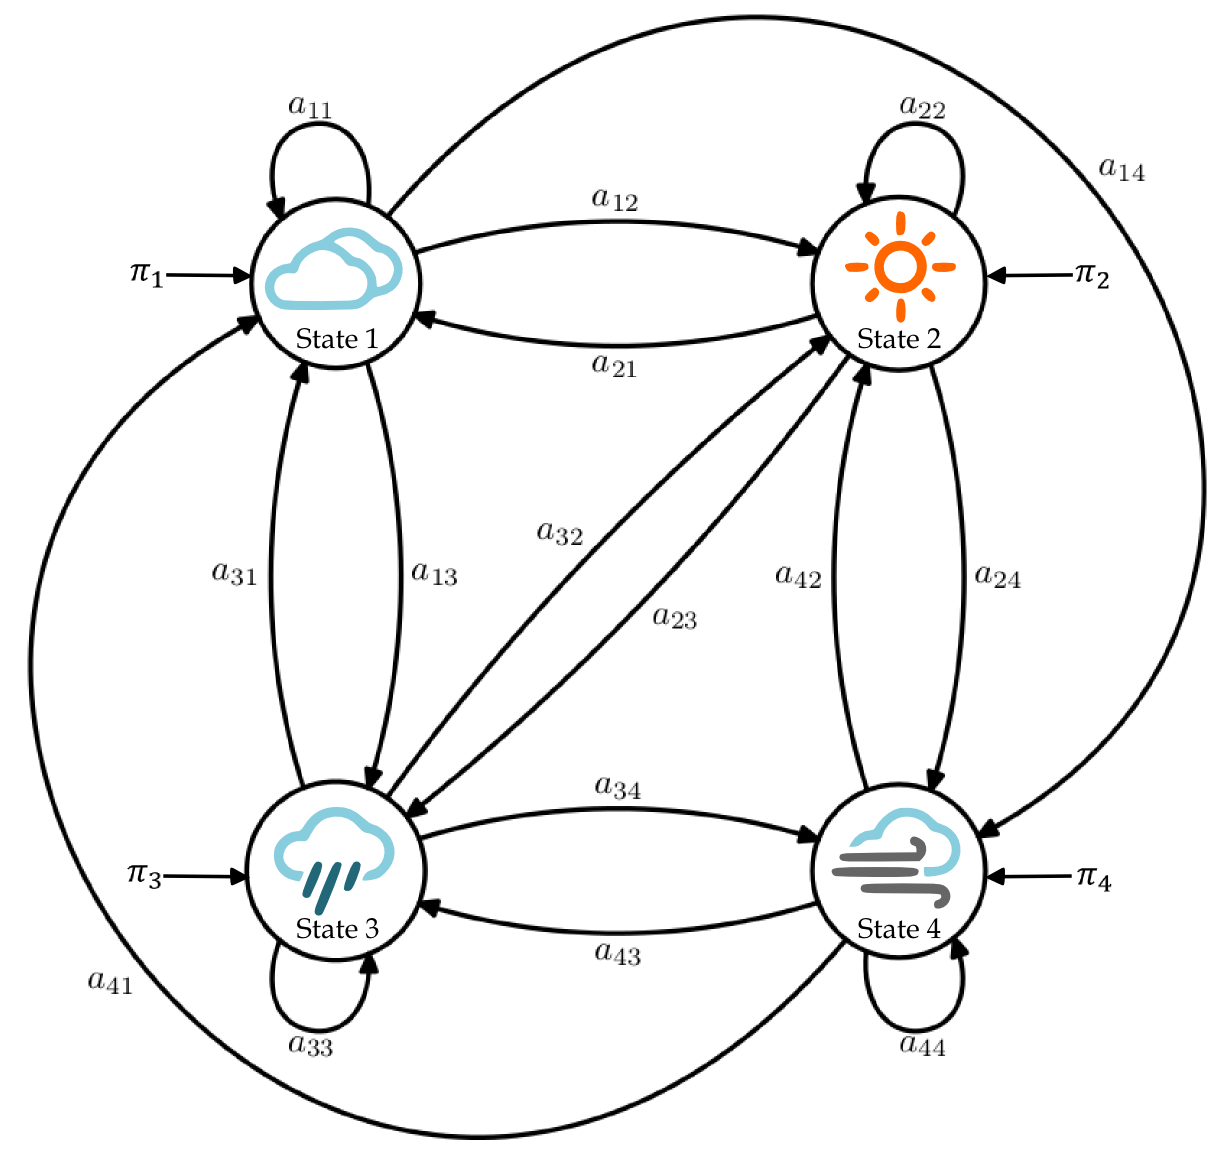 a₁₁
a₂₂
a₁₄
a₁₂
π₁
π₂
State 1
State 2
a₂₁
a₃₂
a₃₁
a₁₃
a₄₂
a₂₄
a₂₃
a₃₄
π₃
π₄
State 3
State 4
a₄₃
a₄₁
a₃₃
a₄₄